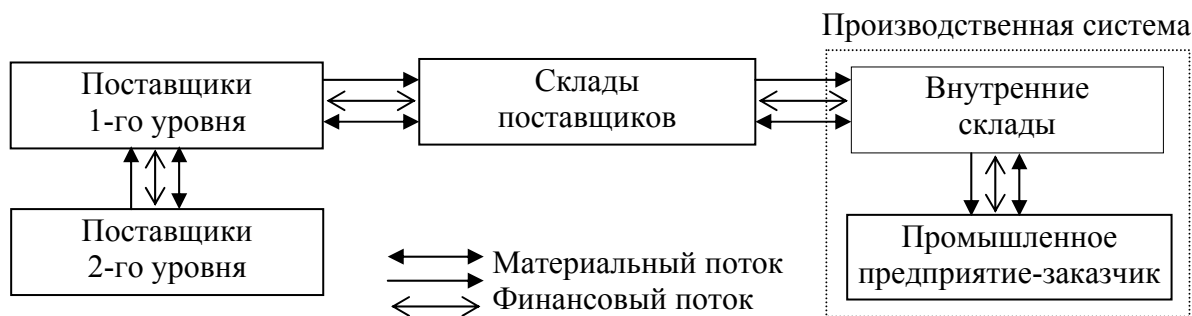 Производственная система
Поставщики
1-го уровня
Склады
поставщиков
Внутренние
склады
Поставщики
2-го уровня
Промышленное
предприятие-заказчик
Материальный поток
Финансовый поток